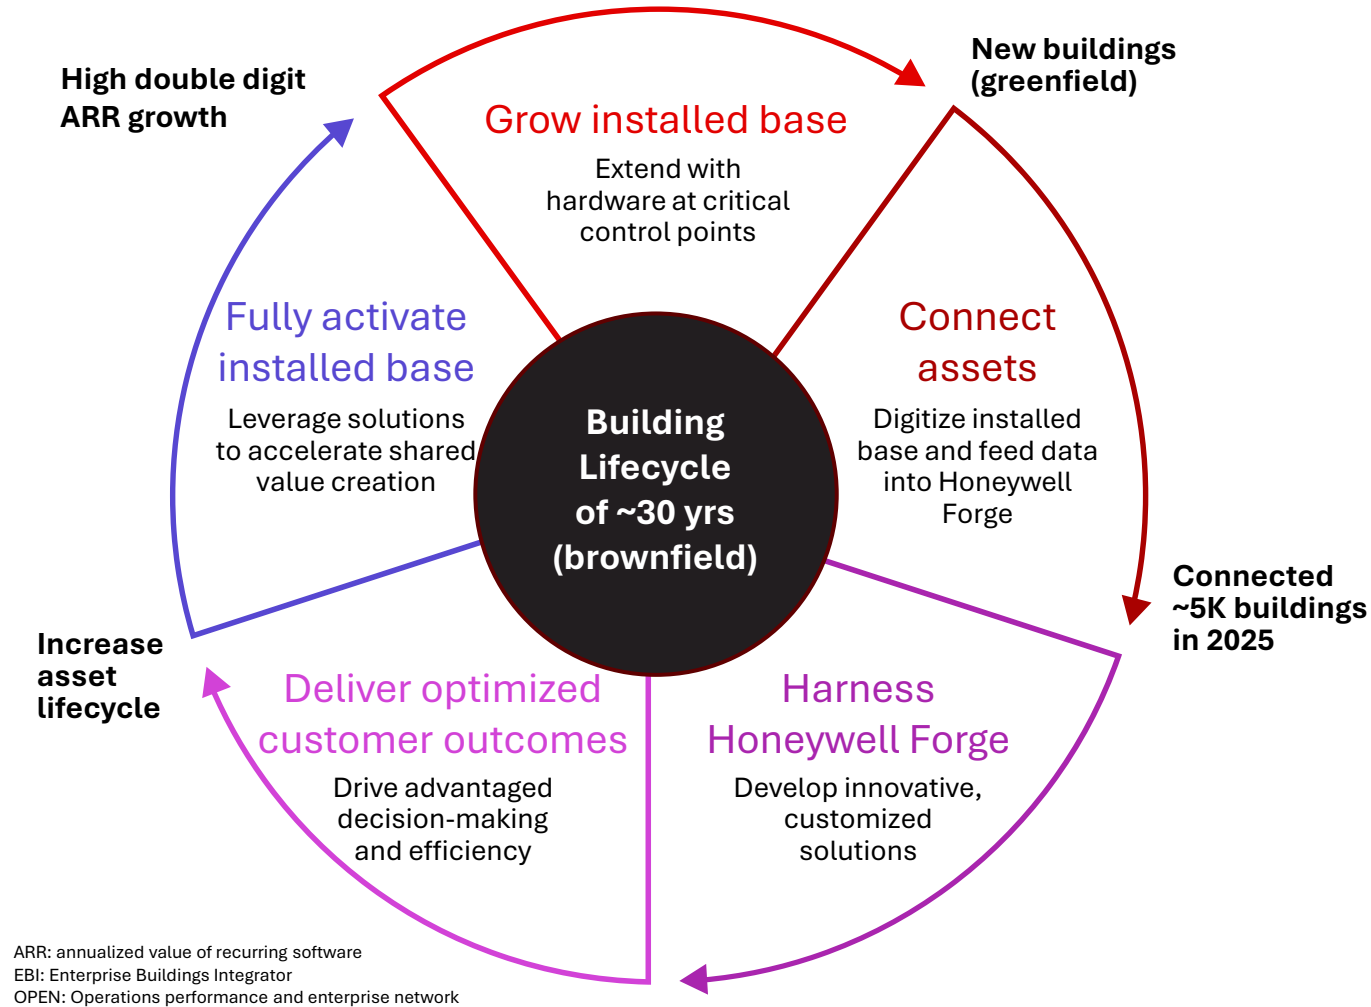 High double digit
ARR growth
New buildings
(greenfield)
Grow installed base
Extend with
hardware at critical
control points
Connect
assets
Digitize installed
base and feed data
into Honeywell
Forge
Connected
~5K buildings
in 2025
Harness
Honeywell Forge
Develop innovative,
customized
solutions
Deliver optimized
customer outcomes
Drive advantaged
decision-making
and efficiency
Increase
asset
lifecycle
Fully activate
installed base
Leverage solutions
to accelerate shared
value creation
Building
Lifecycle
of ~30 yrs
(brownfield)
ARR: annualized value of recurring software
EBI: Enterprise Buildings Integrator
OPEN: Operations performance and enterprise network